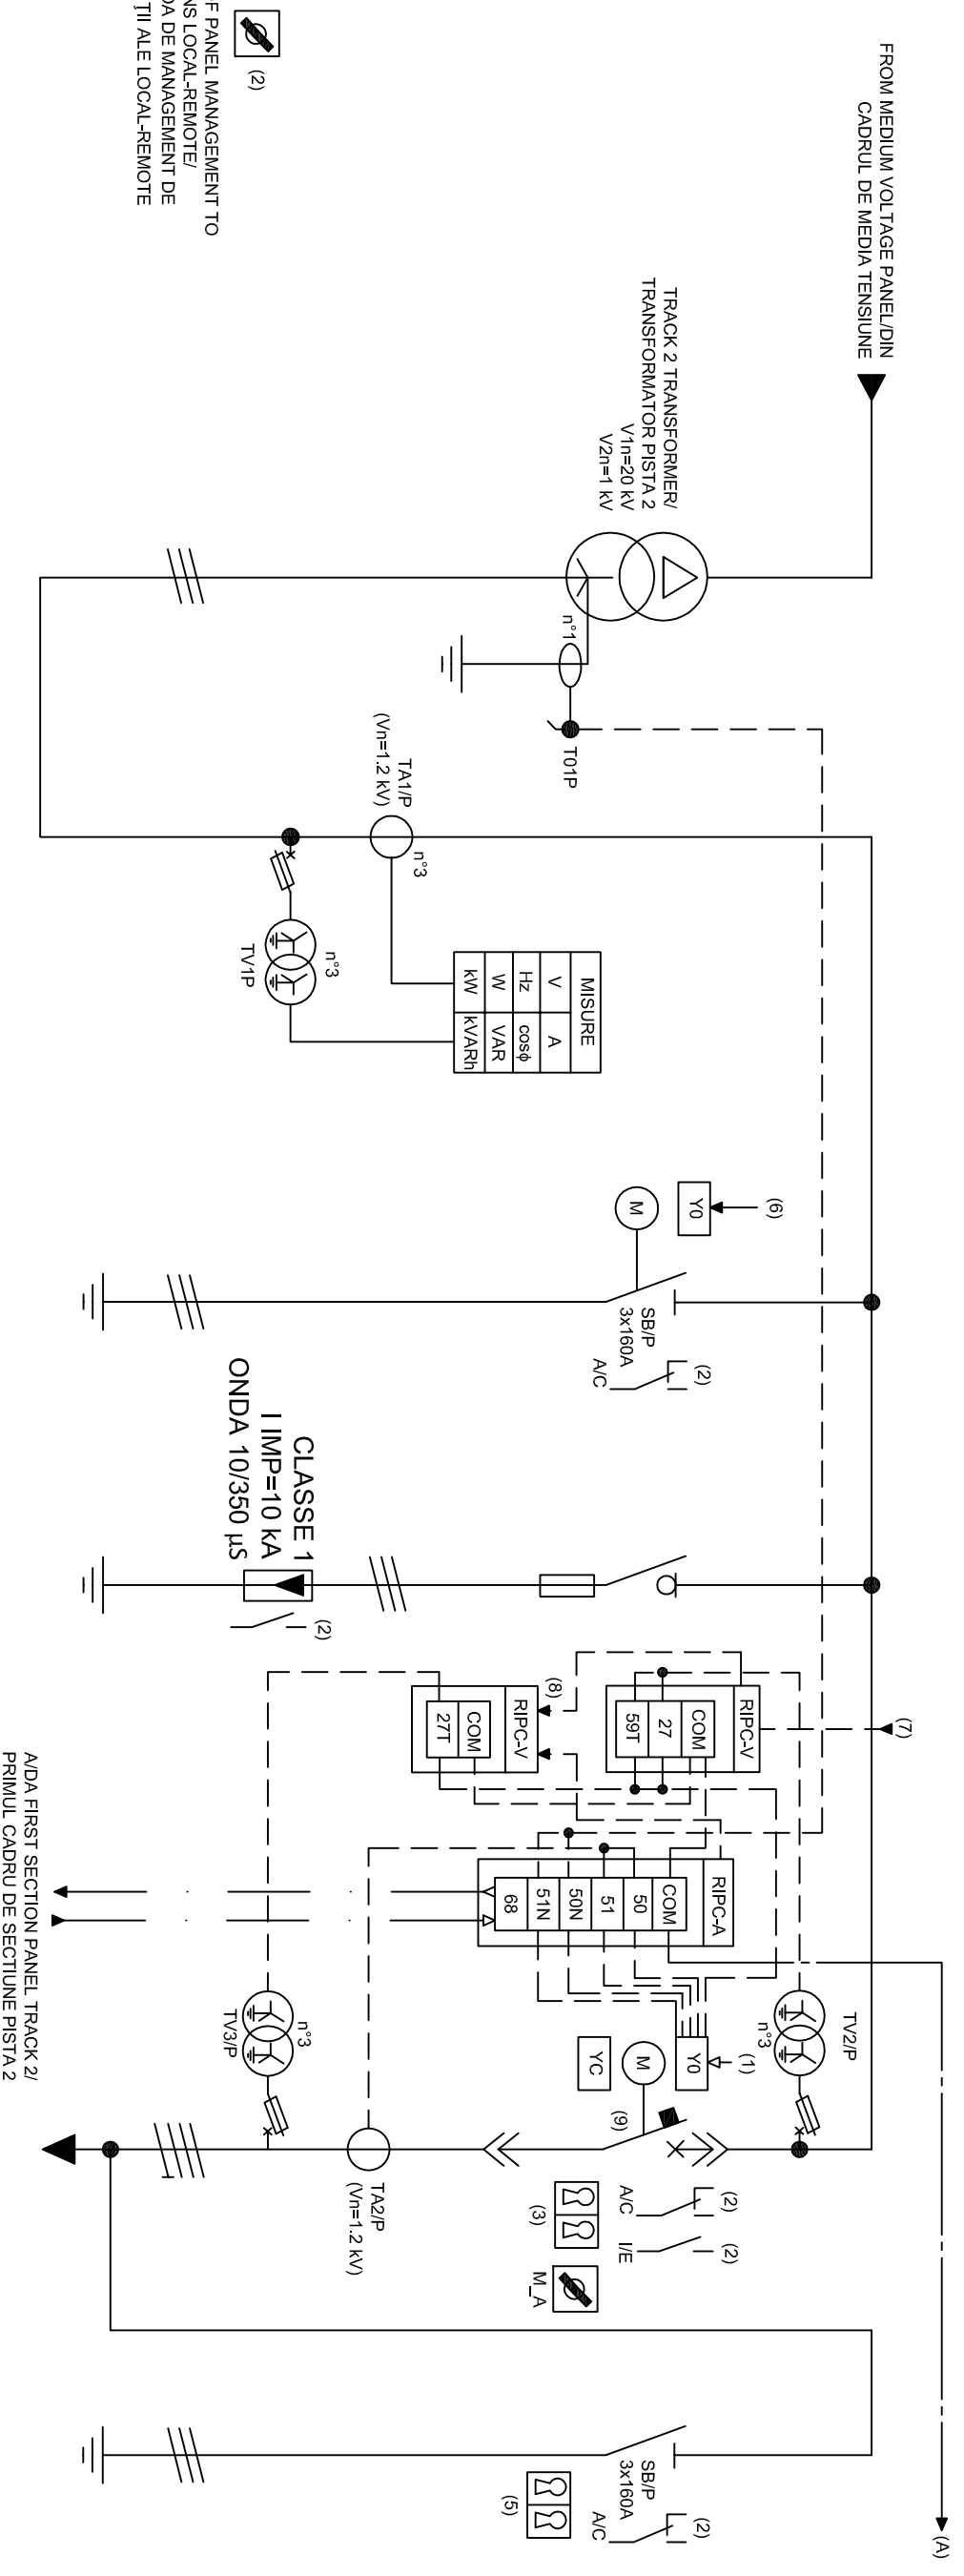 FROM MEDIUM VOLTAGE PANEL/DIN
CADRUL DE MEDIA TENSIUNE
(2)
F PANEL MANAGEMENT TO
NS LOCAL-REMOTE/
DA DE MANAGEMENT DE
ŢII ALE LOCAL-REMOTE
TRACK 2 TRANSFORMER/
TRANSFORMATOR PISTA 2
V1n=20 kV
V2n=1 kV
n°1
T01P
TA1/P
(Vn=1.2 kV)
n°3
n°3
TV1P
MISURE
V A
Hz cosϕ
W VAR
kW kVARh
(6)
Y0
M
SB/P
3x160A
(2)
A/C
CLASSE 1
I IMP=10 kA
ONDA 10/350 µS
(2)
(7)
RIPC-V
COM
27
59T
(8)
RIPC-V
COM
27T
RIPC-A
COM
50
51
50N
51N
68
A/DA FIRST SECTION PANEL TRACK 2/
PRIMUL CADRU DE SECTIUNE PISTA 2
TV2/P
n°3
n°3
TV3/P
(1)
Y0
M
YC
(9)
TA2/P
(Vn=1.2 kV)
(2)
A/C
(2)
I/E
(3)
M_A
SB/P
3x160A
(2)
A/C
(5)
(A)